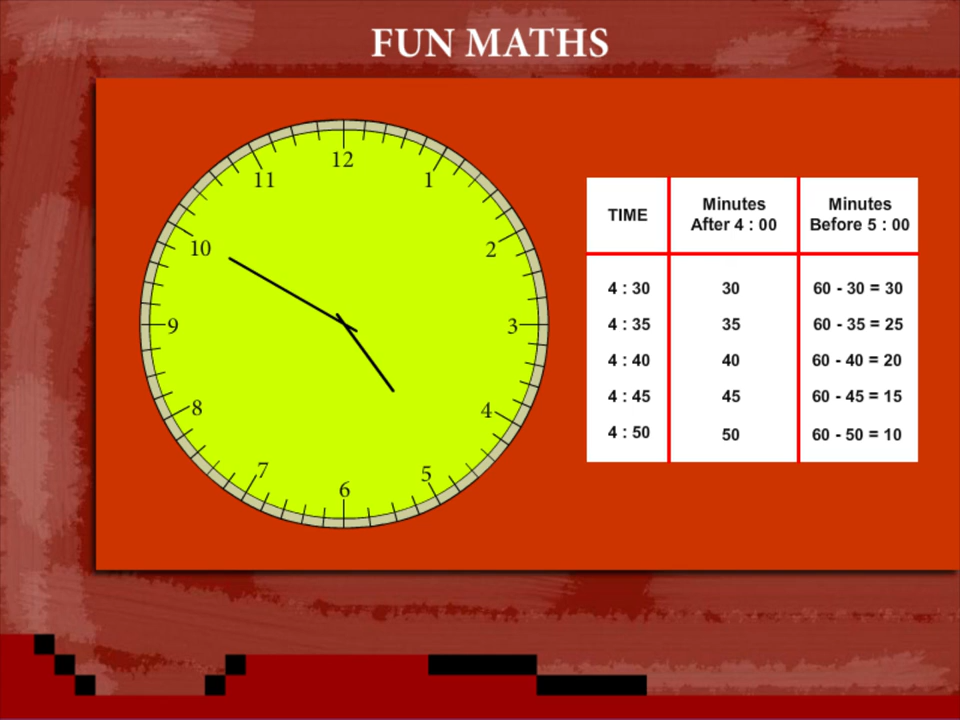 FUN MATHS
12
11
1
10
2
9
3
8
4
7
5
6
TIME
Minutes
After 4 : 00
Minutes
Before 5 : 00
4 : 30 30 60 - 30 = 30
4 : 35 35 60 - 35 = 25
4 : 40 40 60 - 40 = 20
4 : 45 45 60 - 45 = 15
4 : 50 50 60 - 50 = 10